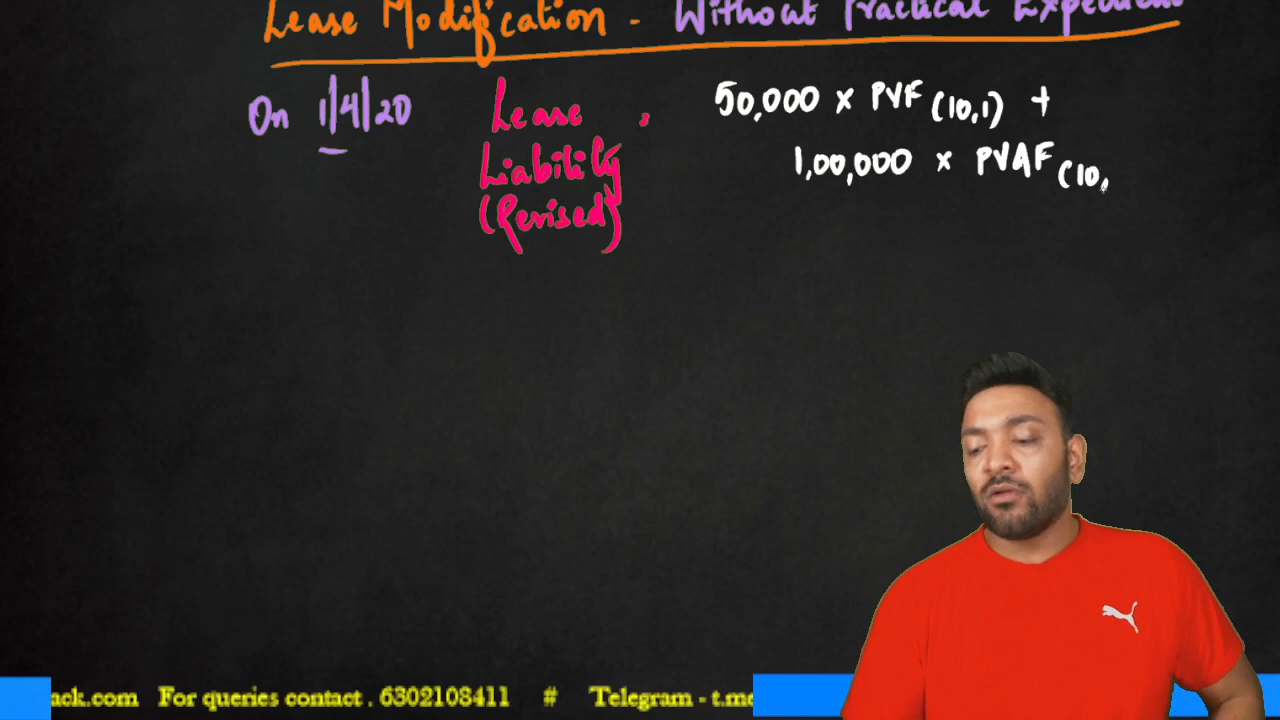 Lease Modification - Without Practical Expedient
On 1/4/20 Lease 50,000 x PVF (10,1) +
Liability 1,00,000 x PVAF (10,
(Revised)
ack.com For queries contact . 6302108411 # Telegram - t.me